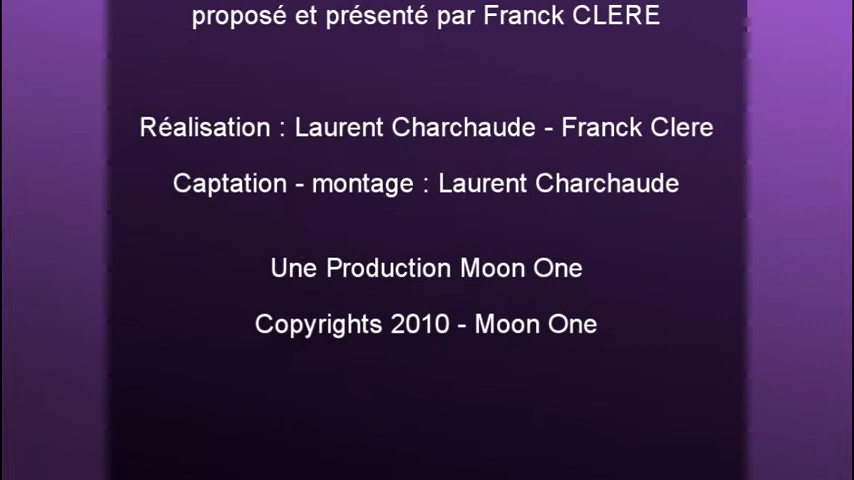 proposé et présenté par Franck CLERE
Réalisation : Laurent Charchaude - Franck Clere
Captation - montage : Laurent Charchaude
Une Production Moon One
Copyrights 2010 - Moon One